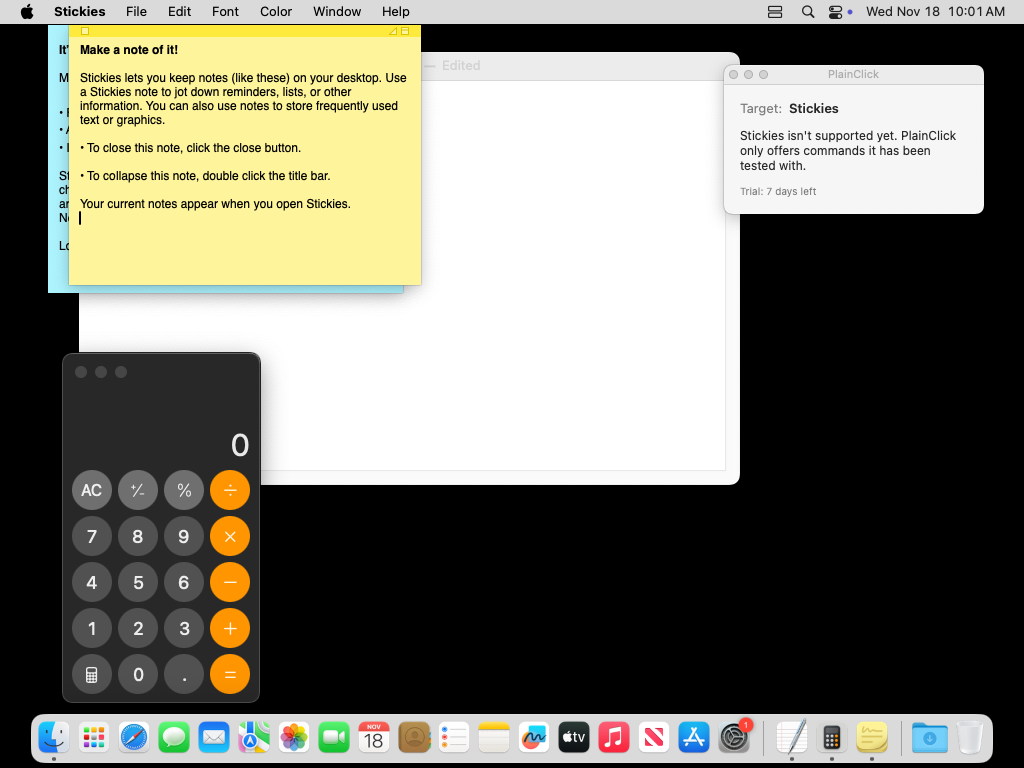 Stickies File Edit Font Color Window Help Wed Nov 18 10:01 AM
It'
Make a note of it!
Stickies lets you keep notes (like these) on your desktop. Use
a Stickies note to jot down reminders, lists, or other
information. You can also use notes to store frequently used
text or graphics.
• To close this note, click the close button.
• To collapse this note, double click the title bar.
Your current notes appear when you open Stickies.
— Edited
PlainClick
Target: Stickies
Stickies isn't supported yet. PlainClick
only offers commands it has been
tested with.
Trial: 7 days left
0
AC +/− % ÷
7 8 9 ×
4 5 6 −
1 2 3 +
0 . =
NOV
18
tv
1